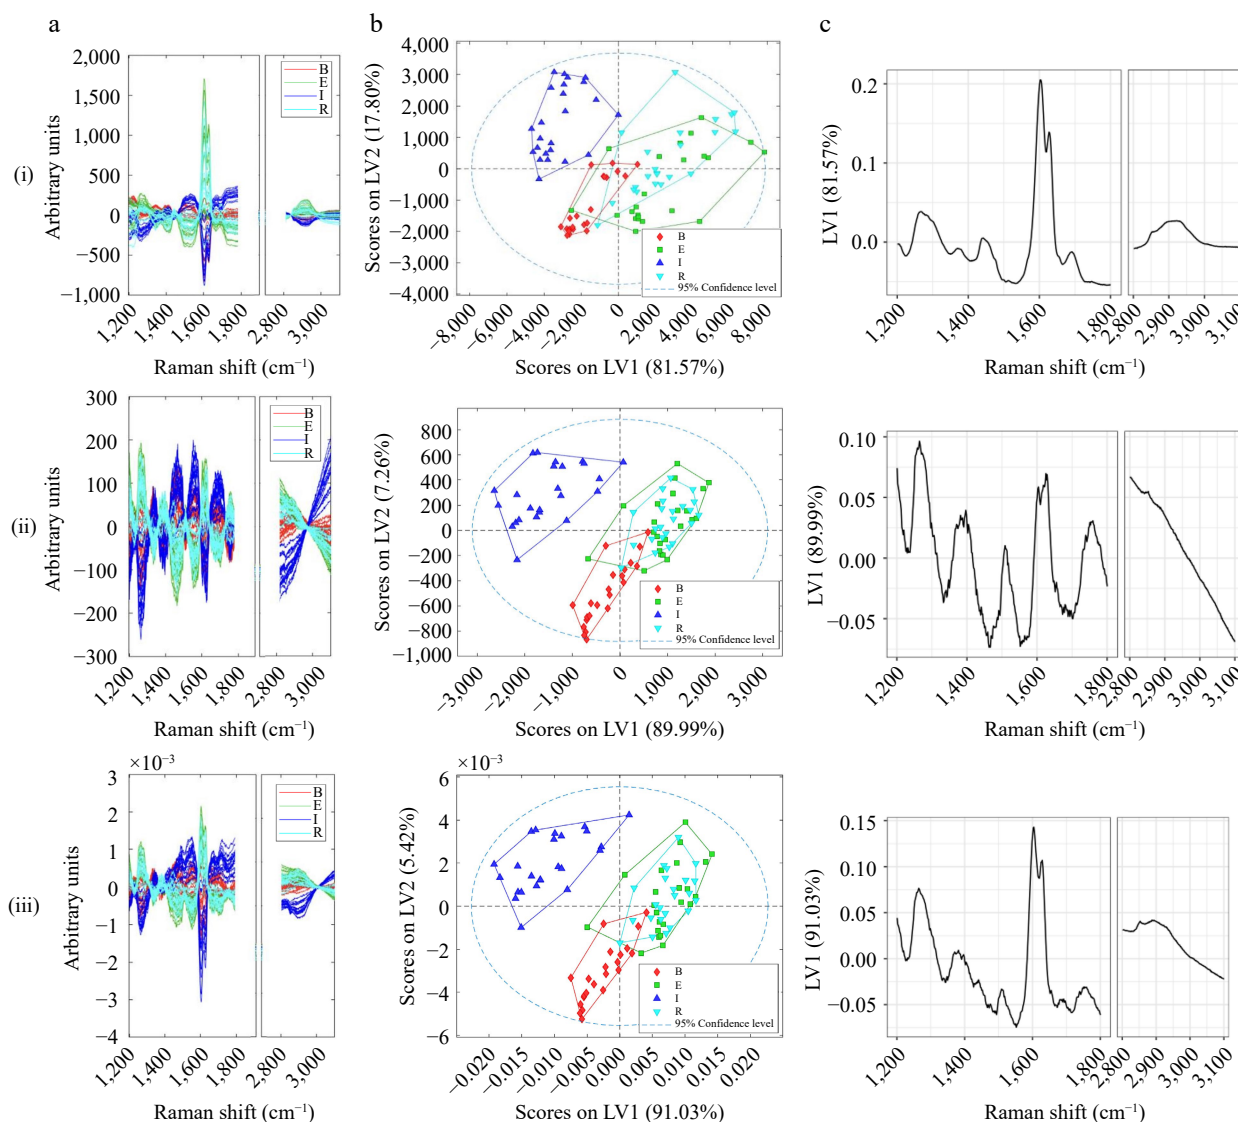 a b c
(i)
Arbitrary units
2,000
1,500
1,000
500
0
−500
−1,000
B
E
I
R
1,200 1,400 1,600 1,800 2,800 3,000
Raman shift (cm−1)
Scores on LV2 (17.80%)
4,000
3,000
2,000
1,000
0
−1,000
−2,000
−3,000
−4,000
B
E
I
R
95% Confidence level
−8,000 −6,000 −4,000 −2,000 0 2,000 4,000 6,000 8,000
Scores on LV1 (81.57%)
LV1 (81.57%)
0.2
0.1
0.0
1,200 1,400 1,600 1,800 2,800 2,900 3,000 3,100
Raman shift (cm−1)
(ii)
Arbitrary units
300
200
100
0
−100
−200
−300
B
E
I
R
1,200 1,400 1,600 1,800 2,800 3,000
Raman shift (cm−1)
Scores on LV2 (7.26%)
800
600
400
200
0
−200
−400
−600
−800
−1,000
B
E
I
R
95% Confidence level
−3,000 −2,000 −1,000 0 1,000 2,000 3,000
Scores on LV1 (89.99%)
LV1 (89.99%)
0.10
0.05
0.00
−0.05
1,200 1,400 1,600 1,800 2,800 2,900 3,000 3,100
Raman shift (cm−1)
(iii)
Arbitrary units
×10−3
3
2
1
0
−1
−2
−3
−4
B
E
I
R
1,200 1,400 1,600 1,800 2,800 3,000
Raman shift (cm−1)
Scores on LV2 (5.42%)
×10−3
6
4
2
0
−2
−4
−6
B
E
I
R
95% Confidence level
−0.020 −0.015 −0.010 −0.005 0.000 0.005 0.010 0.015 0.020
Scores on LV1 (91.03%)
LV1 (91.03%)
0.15
0.10
0.05
0.00
−0.05
1,200 1,400 1,600 1,800 2,800 2,900 3,000 3,100
Raman shift (cm−1)